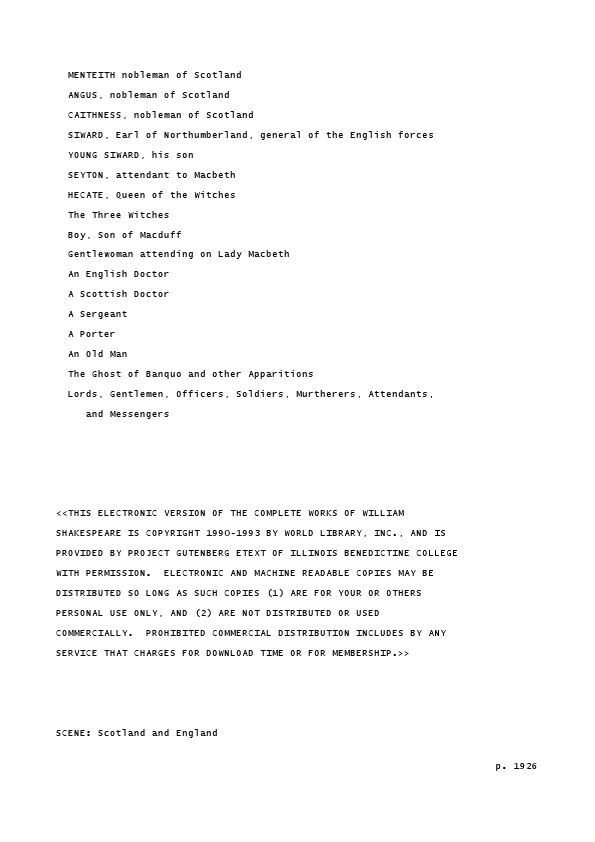 MENTEITH nobleman of Scotland
ANGUS, nobleman of Scotland
CAITHNESS, nobleman of Scotland
SIWARD, Earl of Northumberland, general of the English forces
YOUNG SIWARD, his son
SEYTON, attendant to Macbeth
HECATE, Queen of the Witches
The Three Witches
Boy, Son of Macduff
Gentlewoman attending on Lady Macbeth
An English Doctor
A Scottish Doctor
A Sergeant
A Porter
An Old Man
The Ghost of Banquo and other Apparitions
Lords, Gentlemen, Officers, Soldiers, Murtherers, Attendants,
and Messengers
<<THIS ELECTRONIC VERSION OF THE COMPLETE WORKS OF WILLIAM
SHAKESPEARE IS COPYRIGHT 1990-1993 BY WORLD LIBRARY, INC., AND IS
PROVIDED BY PROJECT GUTENBERG ETEXT OF ILLINOIS BENEDICTINE COLLEGE
WITH PERMISSION.  ELECTRONIC AND MACHINE READABLE COPIES MAY BE
DISTRIBUTED SO LONG AS SUCH COPIES (1) ARE FOR YOUR OR OTHERS
PERSONAL USE ONLY, AND (2) ARE NOT DISTRIBUTED OR USED
COMMERCIALLY.  PROHIBITED COMMERCIAL DISTRIBUTION INCLUDES BY ANY
SERVICE THAT CHARGES FOR DOWNLOAD TIME OR FOR MEMBERSHIP.>>
SCENE: Scotland and England
p. 1926